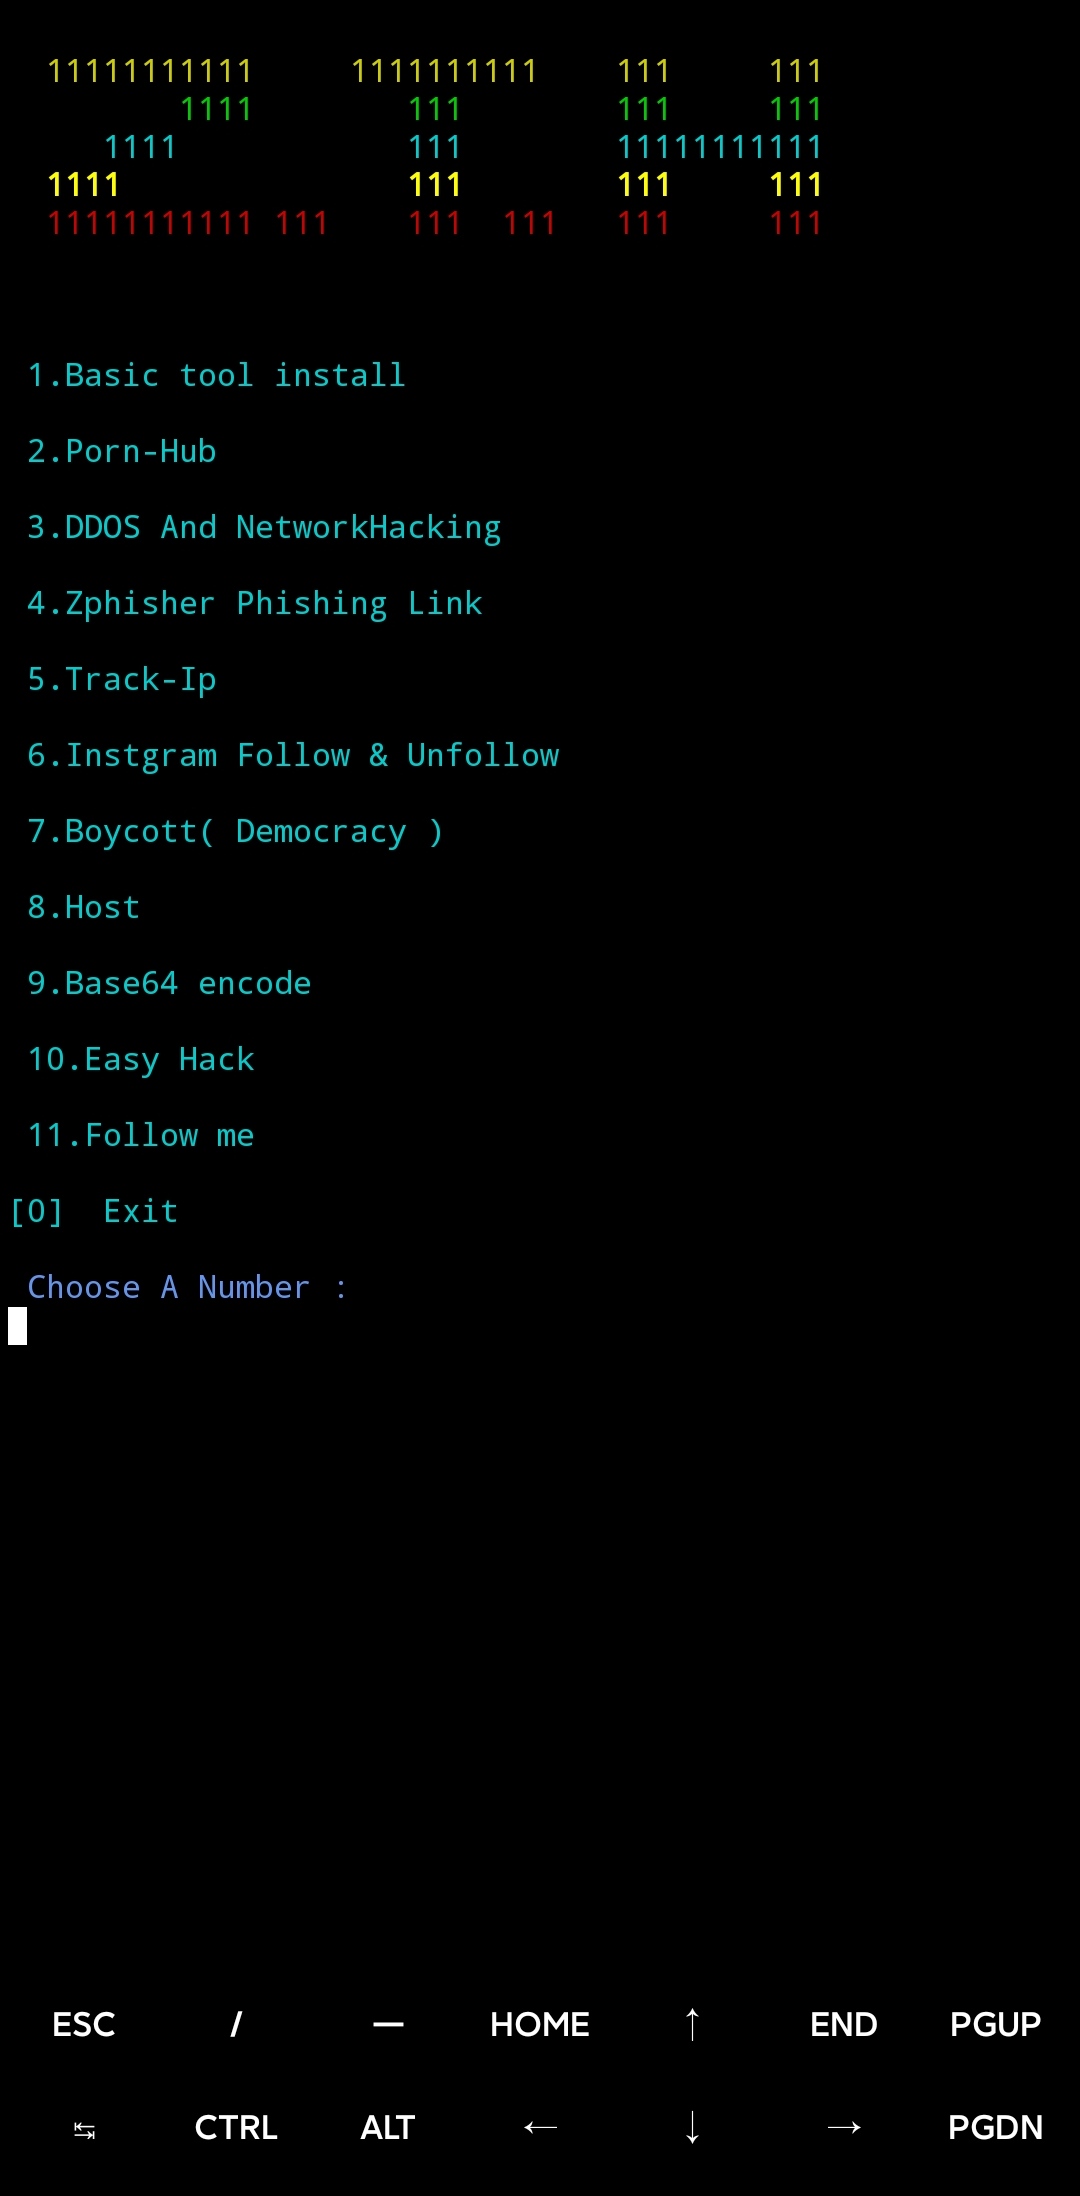 11111111111 1111111111 111 111
1111 111 111 111
1111 111 11111111111
1111 111 111 111
11111111111 111 111 111 111 111
1.Basic tool install
2.Porn-Hub
3.DDOS And NetworkHacking
4.Zphisher Phishing Link
5.Track-Ip
6.Instgram Follow & Unfollow
7.Boycott( Democracy )
8.Host
9.Base64 encode
10.Easy Hack
11.Follow me
[0] Exit
Choose A Number :
ESC / — HOME ↑ END PGUP
↹ CTRL ALT ← ↓ → PGDN